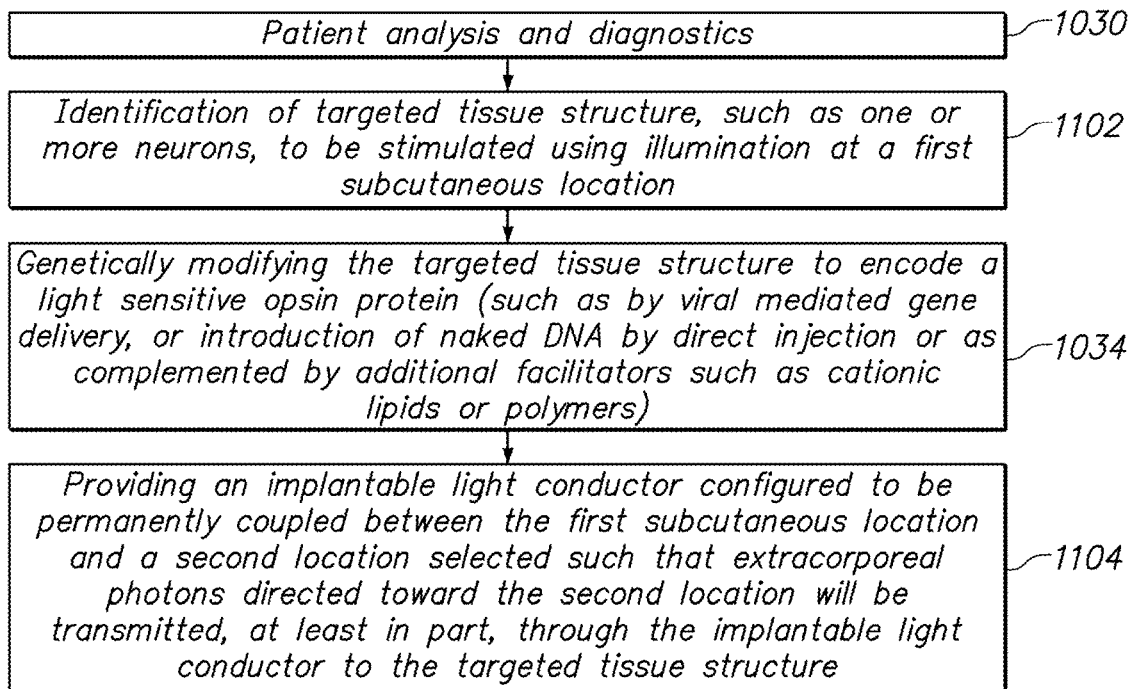 Patient analysis and diagnostics
1030
Identification of targeted tissue structure, such as one or
more neurons, to be stimulated using illumination at a first
subcutaneous location
1102
Genetically modifying the targeted tissue structure to encode a
light sensitive opsin protein (such as by viral mediated gene
delivery, or introduction of naked DNA by direct injection or as
complemented by additional facilitators such as cationic
lipids or polymers)
1034
Providing an implantable light conductor configured to be
permanently coupled between the first subcutaneous location
and a second location selected such that extracorporeal
photons directed toward the second location will be
transmitted, at least in part, through the implantable light
conductor to the targeted tissue structure
1104